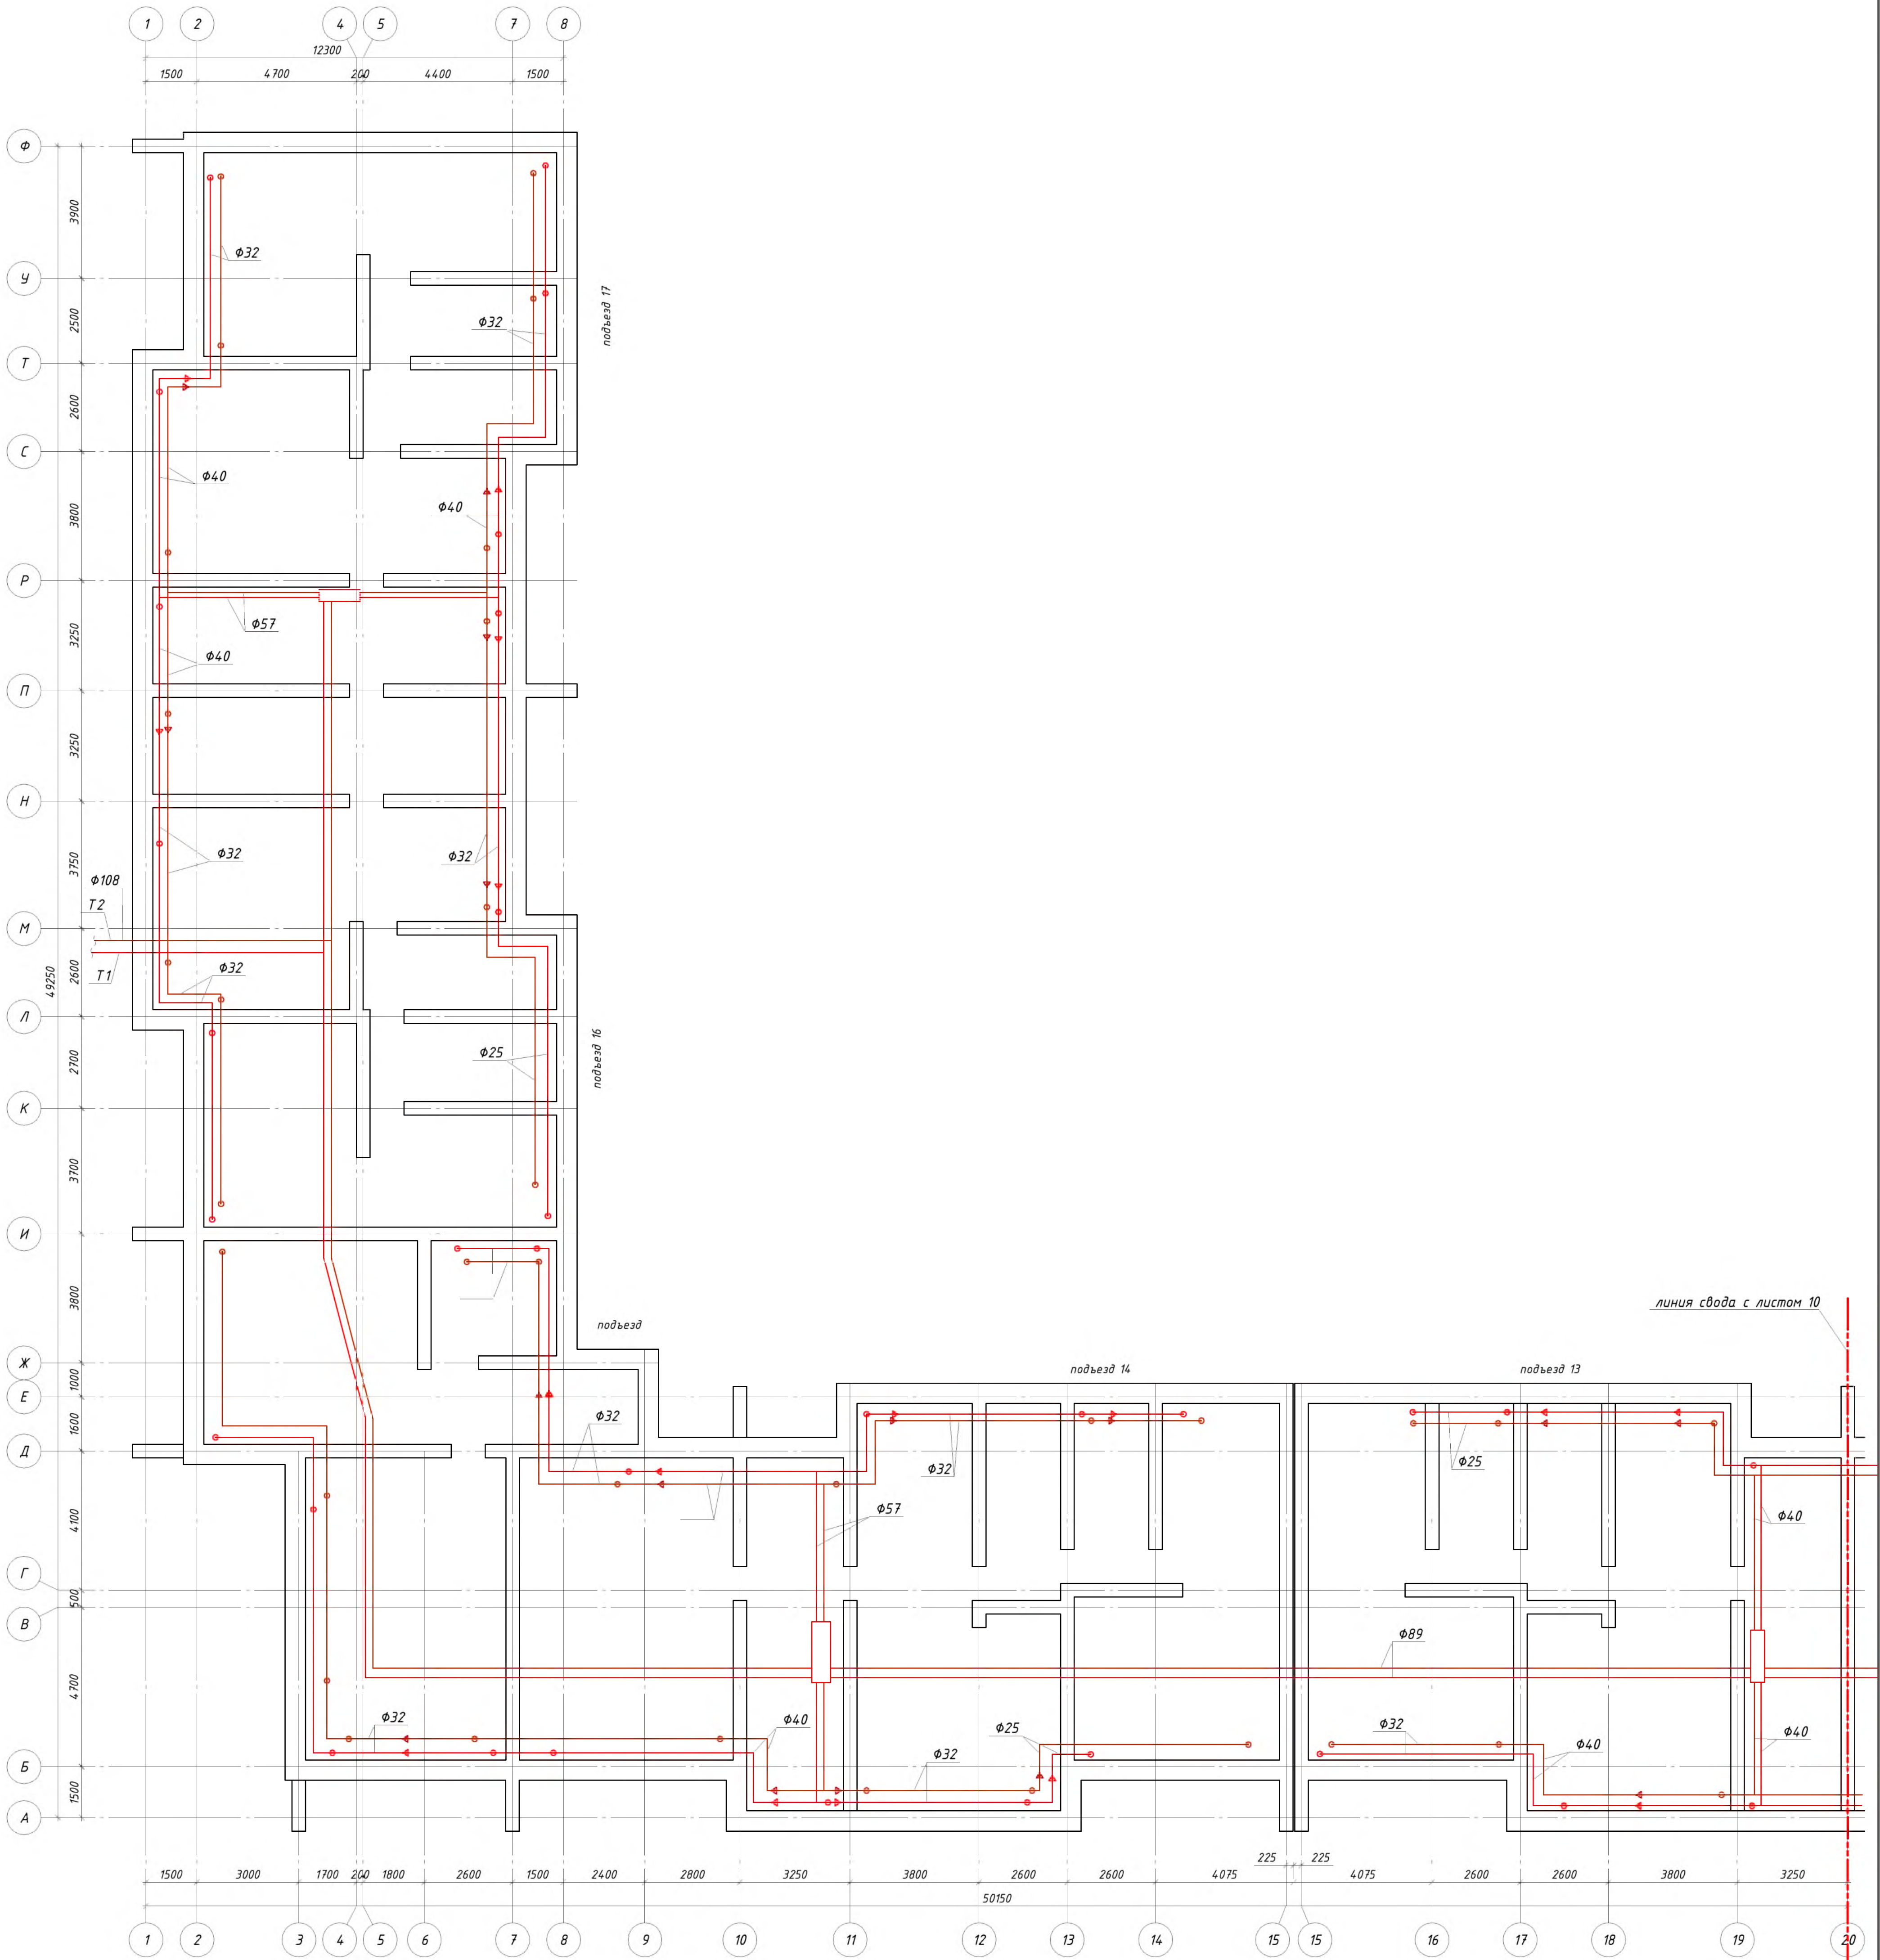 1 2 4 5 7 8
12300
1500 4700 200 4400 1500
Ф
3900
ф32
У
2500
ф32
подъезд 17
Т
2600
С
ф40
3800
ф40
Р
ф57
3250
ф40
П
3250
Н
3750
ф32
ф32
ф108
Т2
М
49250
2600
ф32
Т1
Л
2700
ф25
подъезд 16
К
3700
И
3800
линия свода с листом 10
подъезд
Ж
1000
подъезд 14
подъезд 13
Е
1600
ф32
Д
ф32
ф25
4100
ф57
ф40
Г
500
В
ф89
4700
ф32
ф40
ф25
ф32
ф40
ф40
ф32
Б
1500
А
225 225
1500 3000 1700 200 1800 2600 1500 2400 2800 3250 3800 2600 2600 4075 4075 2600 2600 3800 3250
50150
1 2 3 4 5 6 7 8 9 10 11 12 13 14 15 15 16 17 18 19 20